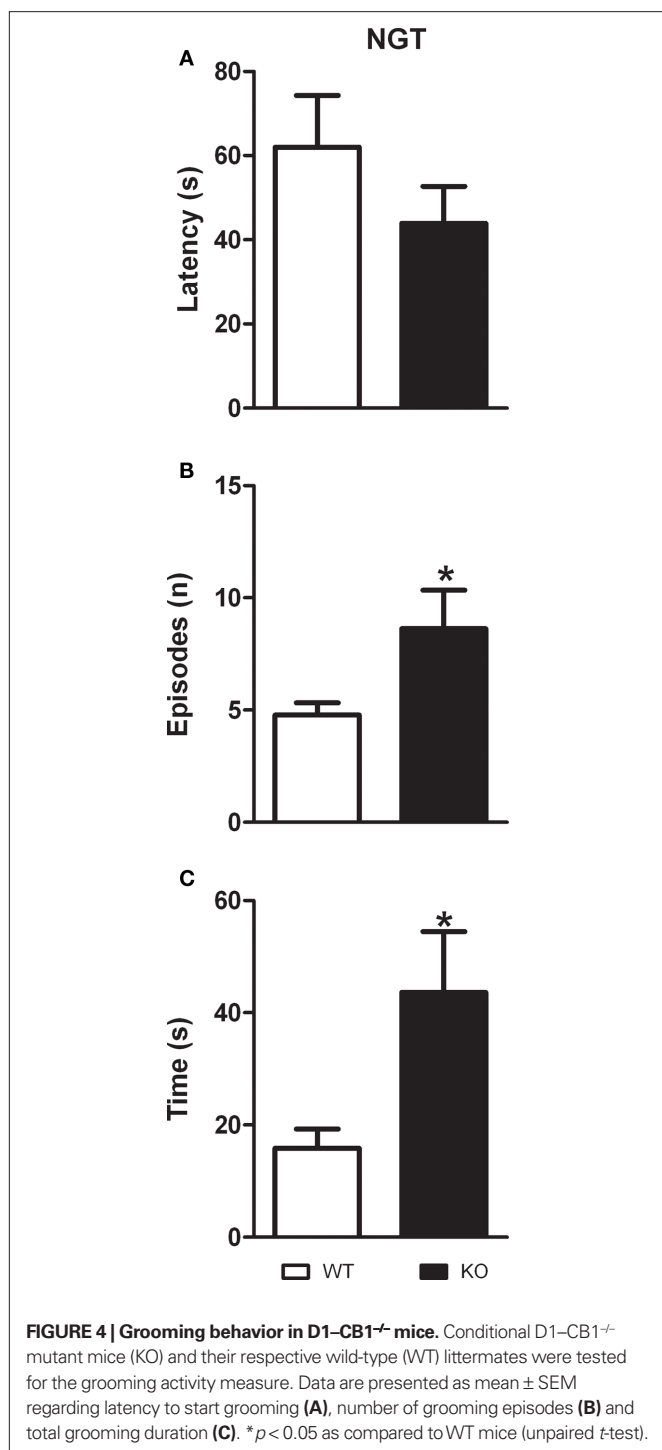 NGT
A
80
60
40
20
0
Latency (s)
B
15
10
5
0
Episodes (n)
*
C
60
40
20
0
Time (s)
*
WT KO
FIGURE 4 | Grooming behavior in D1–CB1−/− mice. Conditional D1–CB1−/−
mutant mice (KO) and their respective wild-type (WT) littermates were tested
for the grooming activity measure. Data are presented as mean ± SEM
regarding latency to start grooming (A), number of grooming episodes (B) and
total grooming duration (C). *p < 0.05 as compared to WT mice (unpaired t-test).